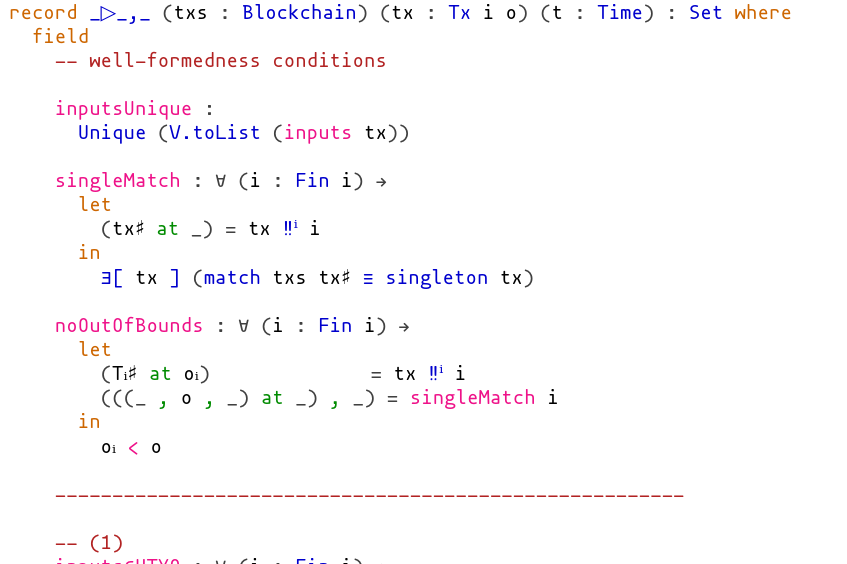 record _▷_,_ (txs : Blockchain) (tx : Tx i o) (t : Time) : Set where
  field
    -- well-formedness conditions

    inputsUnique :
      Unique (V.toList (inputs tx))

    singleMatch : ∀ (i : Fin i) →
      let
        (tx♯ at _) = tx ‼ⁱ i
      in
        ∃[ tx ] (match txs tx♯ ≡ singleton tx)

    noOutOfBounds : ∀ (i : Fin i) →
      let
        (Tᵢ♯ at oᵢ)              = tx ‼ⁱ i
        (((_ , o , _) at _) , _) = singleMatch i
      in
        oᵢ < o

    -------------------------------------------------------

    -- (1)